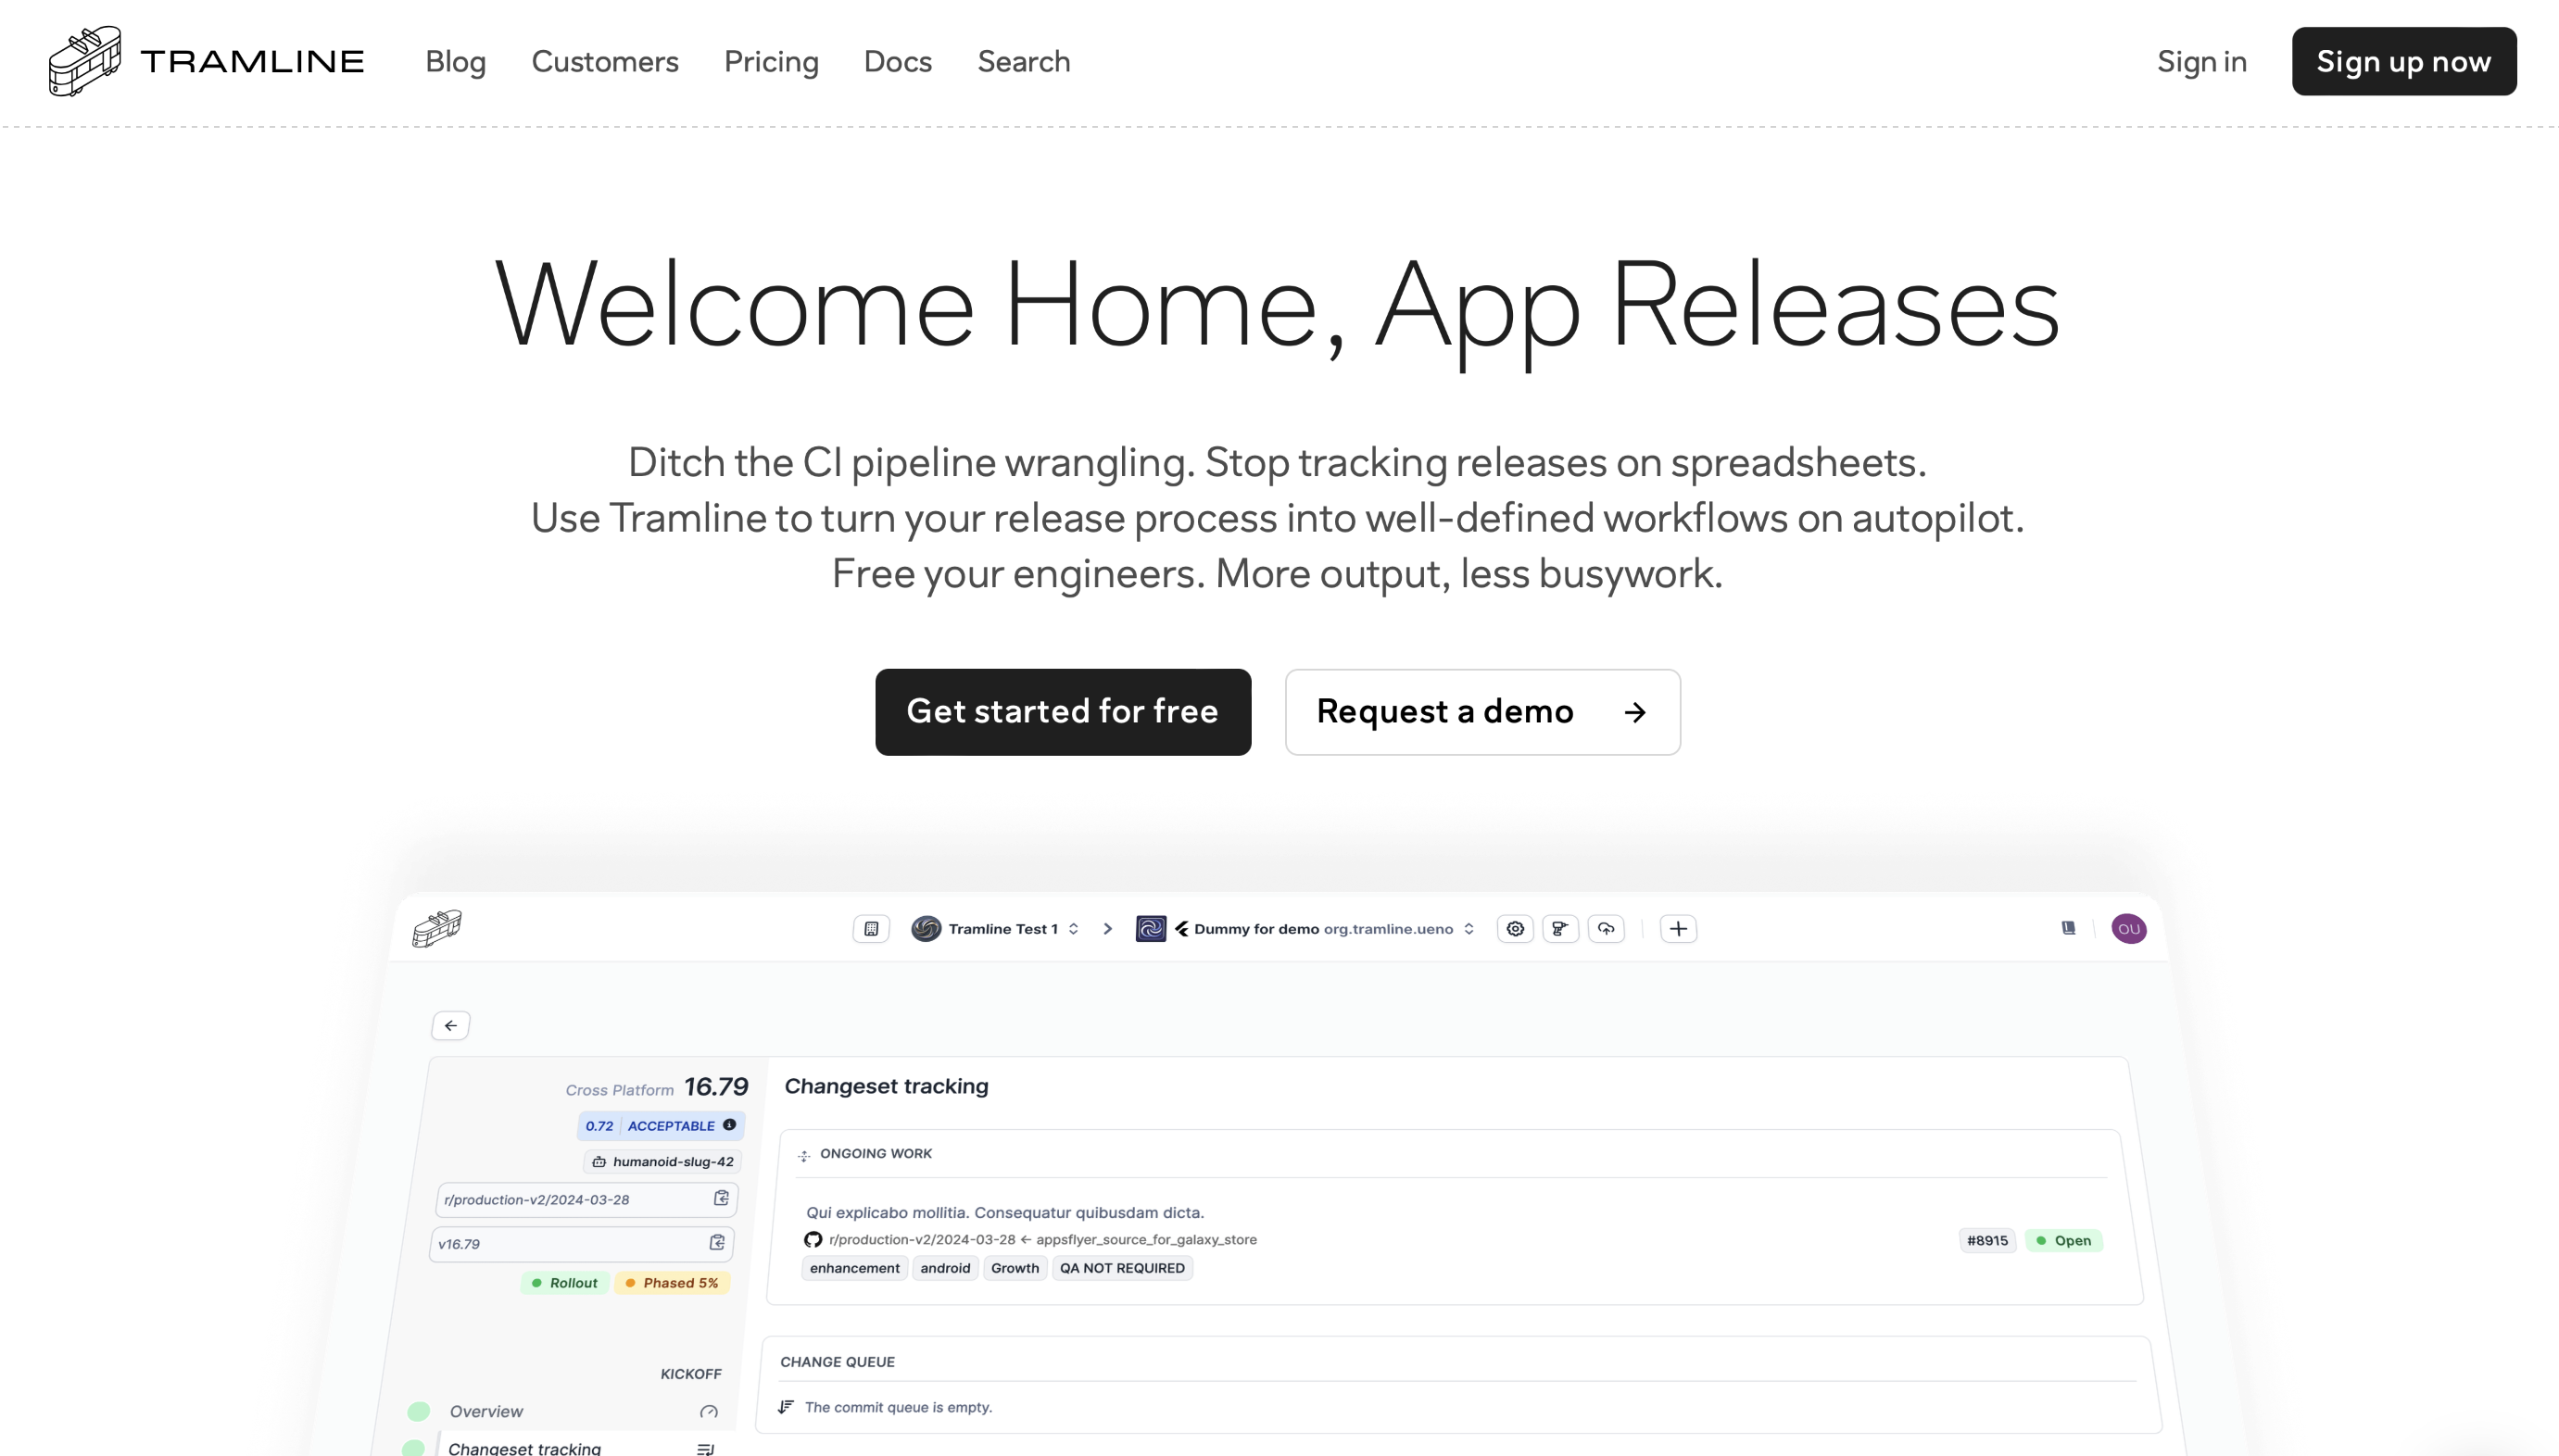 TRAMLINE
Blog Customers Pricing Docs Search
Sign in
Sign up now
Welcome Home, App Releases
Ditch the CI pipeline wrangling. Stop tracking releases on spreadsheets.
Use Tramline to turn your release process into well-defined workflows on autopilot.
Free your engineers. More output, less busywork.
Get started for free
Request a demo →
Tramline Test 1
Dummy for demo org.tramline.ueno
OU
Cross Platform 16.79
0.72 ACCEPTABLE
humanoid-slug-42
r/production-v2/2024-03-28
v16.79
Rollout Phased 5%
KICKOFF
Overview
Changeset tracking
Changeset tracking
ONGOING WORK
Qui explicabo mollitia. Consequatur quibusdam dicta.
r/production-v2/2024-03-28 ← appsflyer_source_for_galaxy_store
enhancement android Growth QA NOT REQUIRED
#8915 Open
CHANGE QUEUE
The commit queue is empty.